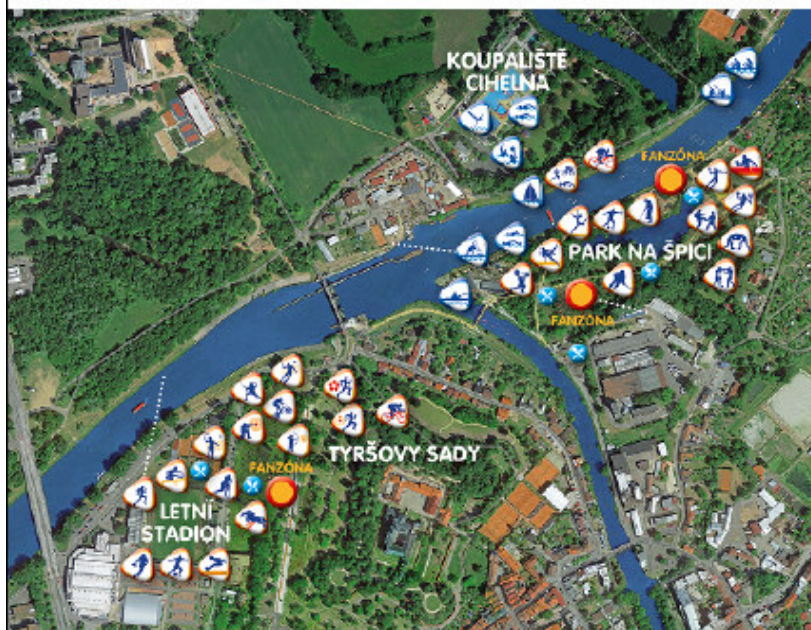 KOUPALIŠTĚ
CIHELNA
FANZÓNA
PARK NA ŠPICI
FANZÓNA
TYRŠOVY SADY
FANZÓNA
LETNÍ
STADION